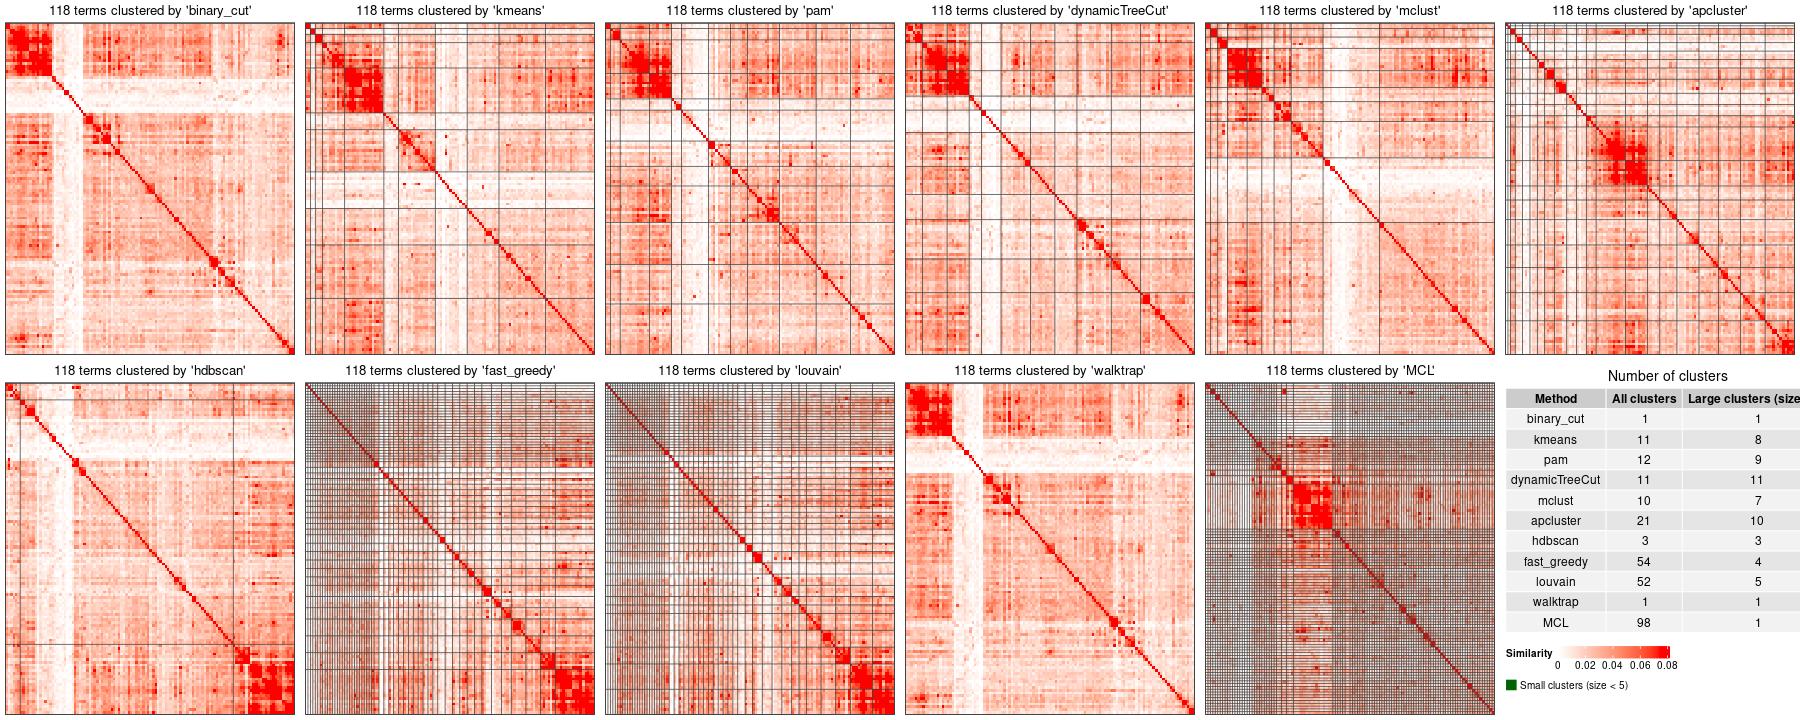 118 terms clustered by 'binary_cut'
118 terms clustered by 'kmeans'
118 terms clustered by 'pam'
118 terms clustered by 'dynamicTreeCut'
118 terms clustered by 'mclust'
118 terms clustered by 'apcluster'
118 terms clustered by 'hdbscan'
118 terms clustered by 'fast_greedy'
118 terms clustered by 'louvain'
118 terms clustered by 'walktrap'
118 terms clustered by 'MCL'
Number of clusters
Method All clusters Large clusters (size
binary_cut 1 1
kmeans 11 8
pam 12 9
dynamicTreeCut 11 11
mclust 10 7
apcluster 21 10
hdbscan 3 3
fast_greedy 54 4
louvain 52 5
walktrap 1 1
MCL 98 1
Similarity
0 0.02 0.04 0.06 0.08
Small clusters (size < 5)